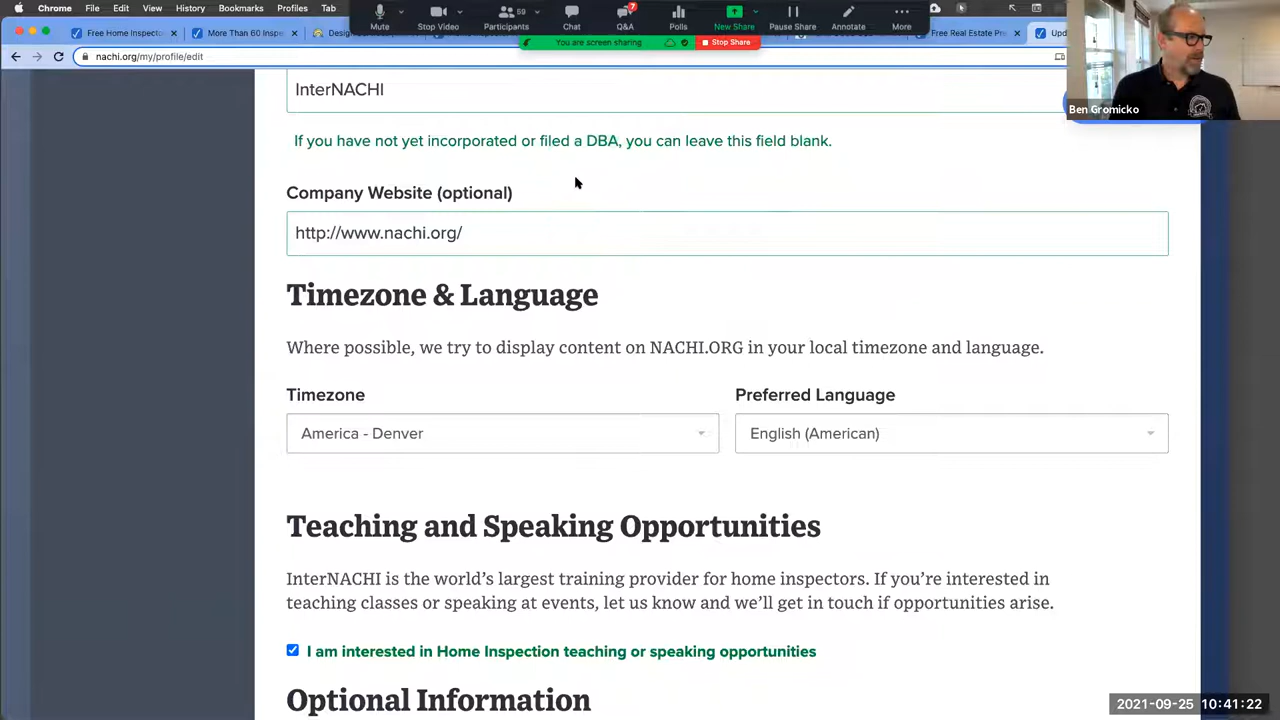 Chrome File Edit View History Bookmarks
Mute
Stop Video
59
Participants
Chat
7
Q&A
Polls
New Share
Pause Share
Annotate
More
You are screen sharing
Stop Share
Free Home Inspecto
More Than 60 Inspe
Free Real Estate Pre
nachi.org/my/profile/edit
Ben Gromicko
InterNACHI
If you have not yet incorporated or filed a DBA, you can leave this field blank.
Company Website (optional)
http://www.nachi.org/
Timezone & Language
Where possible, we try to display content on NACHI.ORG in your local timezone and language.
Timezone
Preferred Language
America - Denver
English (American)
Teaching and Speaking Opportunities
InterNACHI is the world's largest training provider for home inspectors. If you're interested in
teaching classes or speaking at events, let us know and we'll get in touch if opportunities arise.
I am interested in Home Inspection teaching or speaking opportunities
Optional Information
2021-09-25 10:41:22